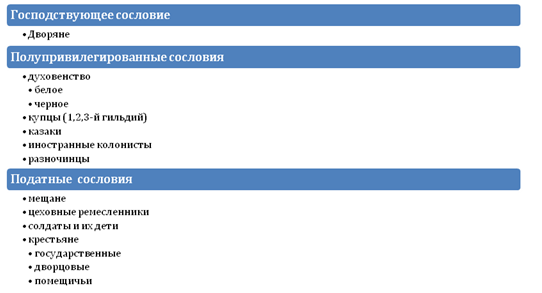 Господствующее сословие
• Дворяне
Полупривилегированные сословия
• духовенство
• белое
• черное
• купцы (1,2,3-й гильдий)
• казаки
• иностранные колонисты
• разночинцы
Податные сословия
• мещане
• цеховные ремесленники
• солдаты и их дети
• крестьяне
• государственные
• дворцовые
• помещичьи